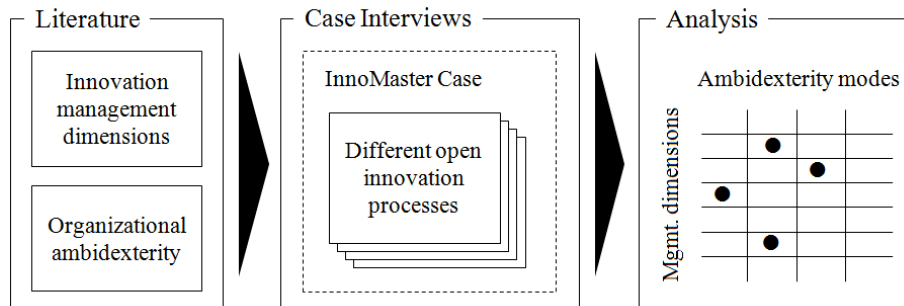 Literature
Innovation
management
dimensions
Organizational
ambidexterity
Case Interviews
InnoMaster Case
Different open
innovation
processes
Analysis
Ambidexterity modes
Mgmt. dimensions